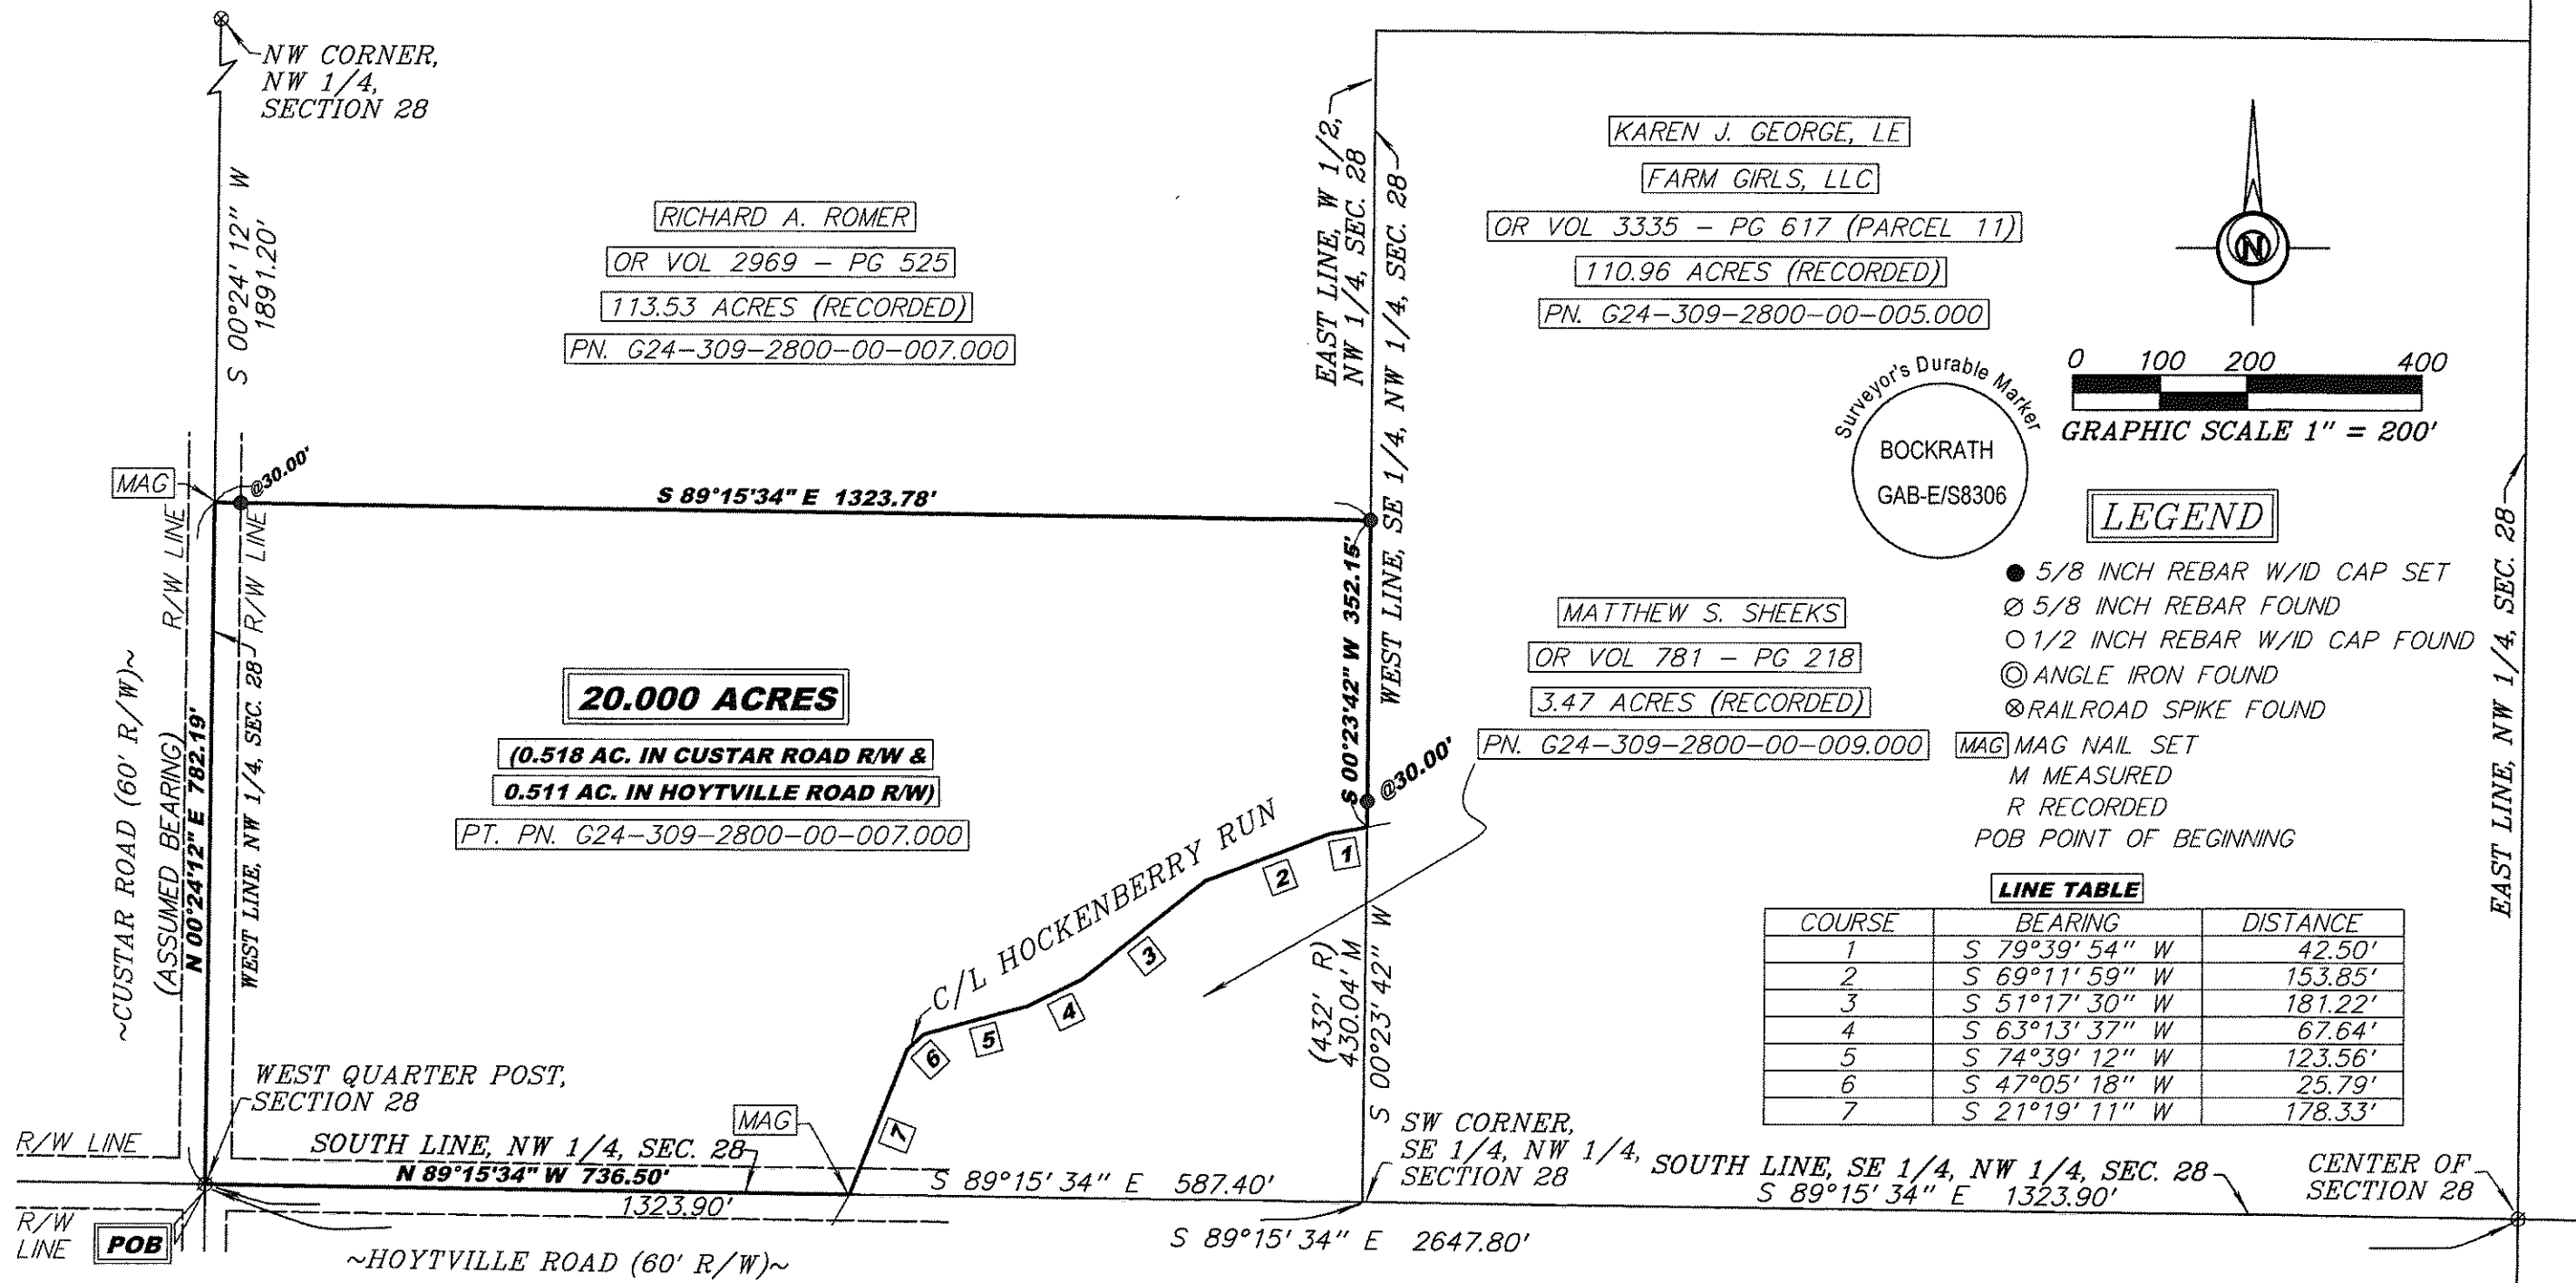 NW CORNER,
NW 1/4,
SECTION 28
S 00°24' 12" W
1891.20'
RICHARD A. ROMER
OR VOL 2969 - PG 525
113.53 ACRES (RECORDED)
PN. G24-309-2800-00-007.000
EAST LINE, W 1/2,
NW 1/4, SEC. 28
WEST LINE, SE 1/4, NW 1/4, SEC. 28
KAREN J. GEORGE, LE
FARM GIRLS, LLC
OR VOL 3335 - PG 617 (PARCEL 11)
110.96 ACRES (RECORDED)
PN. G24-309-2800-00-005.000
N
0 100 200 400
GRAPHIC SCALE 1" = 200'
Surveyor's Durable Marker
BOCKRATH
GAB-E/S8306
LEGEND
5/8 INCH REBAR W/ID CAP SET
5/8 INCH REBAR FOUND
1/2 INCH REBAR W/ID CAP FOUND
ANGLE IRON FOUND
RAILROAD SPIKE FOUND
MAG MAG NAIL SET
M MEASURED
R RECORDED
POB POINT OF BEGINNING
EAST LINE, NW 1/4, SEC. 28
MAG
@30.00'
S 89°15'34" E 1323.78'
R/W LINE
R/W LINE
~CUSTAR ROAD (60' R/W)~
(ASSUMED BEARING)
N 00°24'12" E 782.19'
WEST LINE, NW 1/4, SEC. 28
20.000 ACRES
(0.518 AC. IN CUSTAR ROAD R/W &
0.511 AC. IN HOYTVILLE ROAD R/W)
PT. PN. G24-309-2800-00-007.000
S 00°23'42" W 352.15'
@30.00'
MATTHEW S. SHEEKS
OR VOL 781 - PG 218
3.47 ACRES (RECORDED)
PN. G24-309-2800-00-009.000
C/L HOCKENBERRY RUN
1
2
3
4
5
6
7
(432' R)
430.04' M
S 00°23' 42" W
LINE TABLE
COURSE BEARING DISTANCE
1 S 79°39' 54" W 42.50'
2 S 69°11' 59" W 153.85'
3 S 51°17' 30" W 181.22'
4 S 63°13' 37" W 67.64'
5 S 74°39' 12" W 123.56'
6 S 47°05' 18" W 25.79'
7 S 21°19' 11" W 178.33'
WEST QUARTER POST,
SECTION 28
MAG
R/W LINE
SOUTH LINE, NW 1/4, SEC. 28
N 89°15'34" W 736.50'
1323.90'
S 89°15' 34" E 587.40'
SW CORNER,
SE 1/4, NW 1/4,
SECTION 28
SOUTH LINE, SE 1/4, NW 1/4, SEC. 28
S 89°15' 34" E 1323.90'
CENTER OF
SECTION 28
R/W
LINE
POB
~HOYTVILLE ROAD (60' R/W)~
S 89°15' 34" E 2647.80'